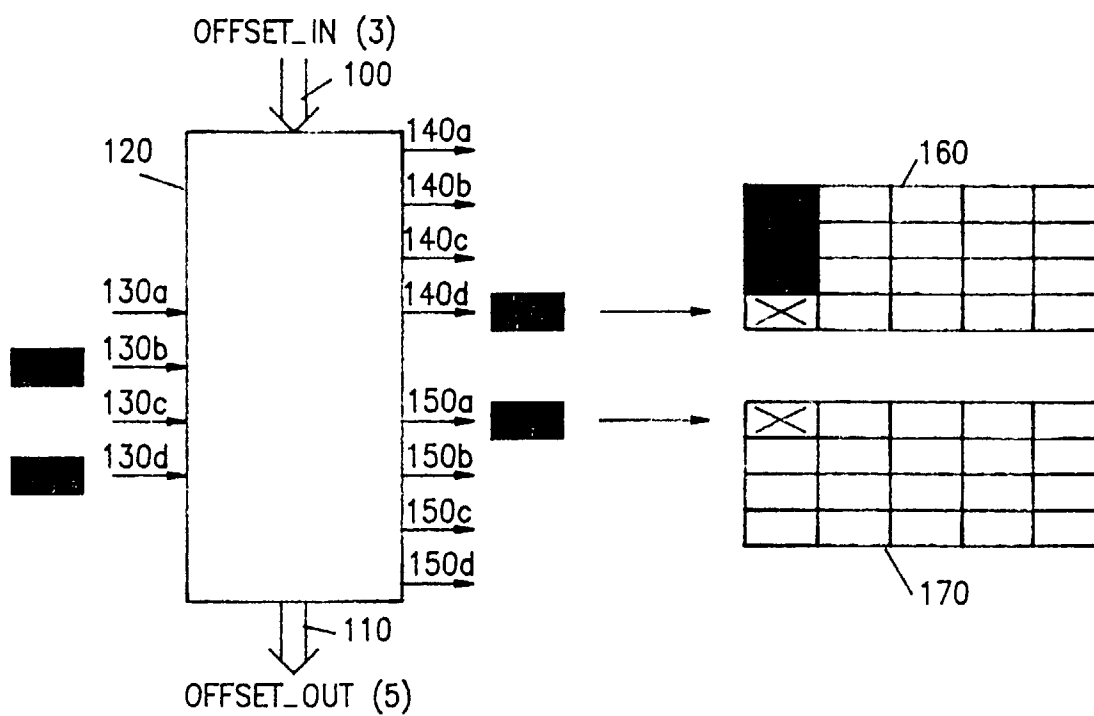 OFFSET_IN (3)
100
120
140a
140b
140c
140d
130a
130b
130c
130d
150a
150b
150c
150d
160
170
110
OFFSET_OUT (5)